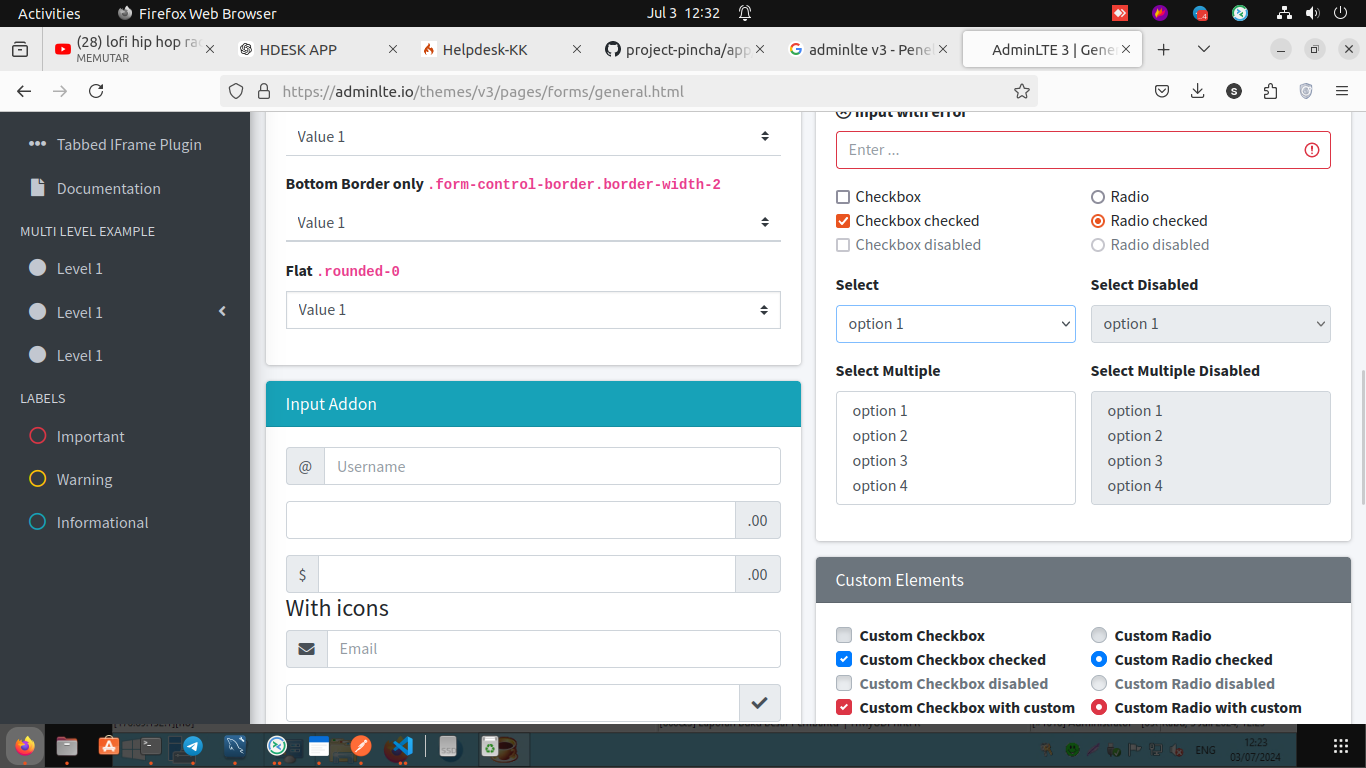 Activities
Firefox Web Browser
Jul 3 12:32
(28) lofi hip hop ra
MEMUTAR
HDESK APP
Helpdesk-KK
project-pincha/app
adminlte v3 - Pene
AdminLTE 3 | Gene
https://adminlte.io/themes/v3/pages/forms/general.html
Tabbed IFrame Plugin
Documentation
MULTI LEVEL EXAMPLE
Level 1
Level 1
Level 1
LABELS
Important
Warning
Informational
Value 1
Bottom Border only .form-control-border.border-width-2
Value 1
Flat .rounded-0
Value 1
Input Addon
@ Username
.00
$ .00
With icons
Email
Input with error
Enter ...
Checkbox
Checkbox checked
Checkbox disabled
Radio
Radio checked
Radio disabled
Select
option 1
Select Disabled
option 1
Select Multiple
option 1
option 2
option 3
option 4
Select Multiple Disabled
option 1
option 2
option 3
option 4
Custom Elements
Custom Checkbox
Custom Checkbox checked
Custom Checkbox disabled
Custom Checkbox with custom
Custom Radio
Custom Radio checked
Custom Radio disabled
Custom Radio with custom
SSD
ENG
12:23
03/07/2024